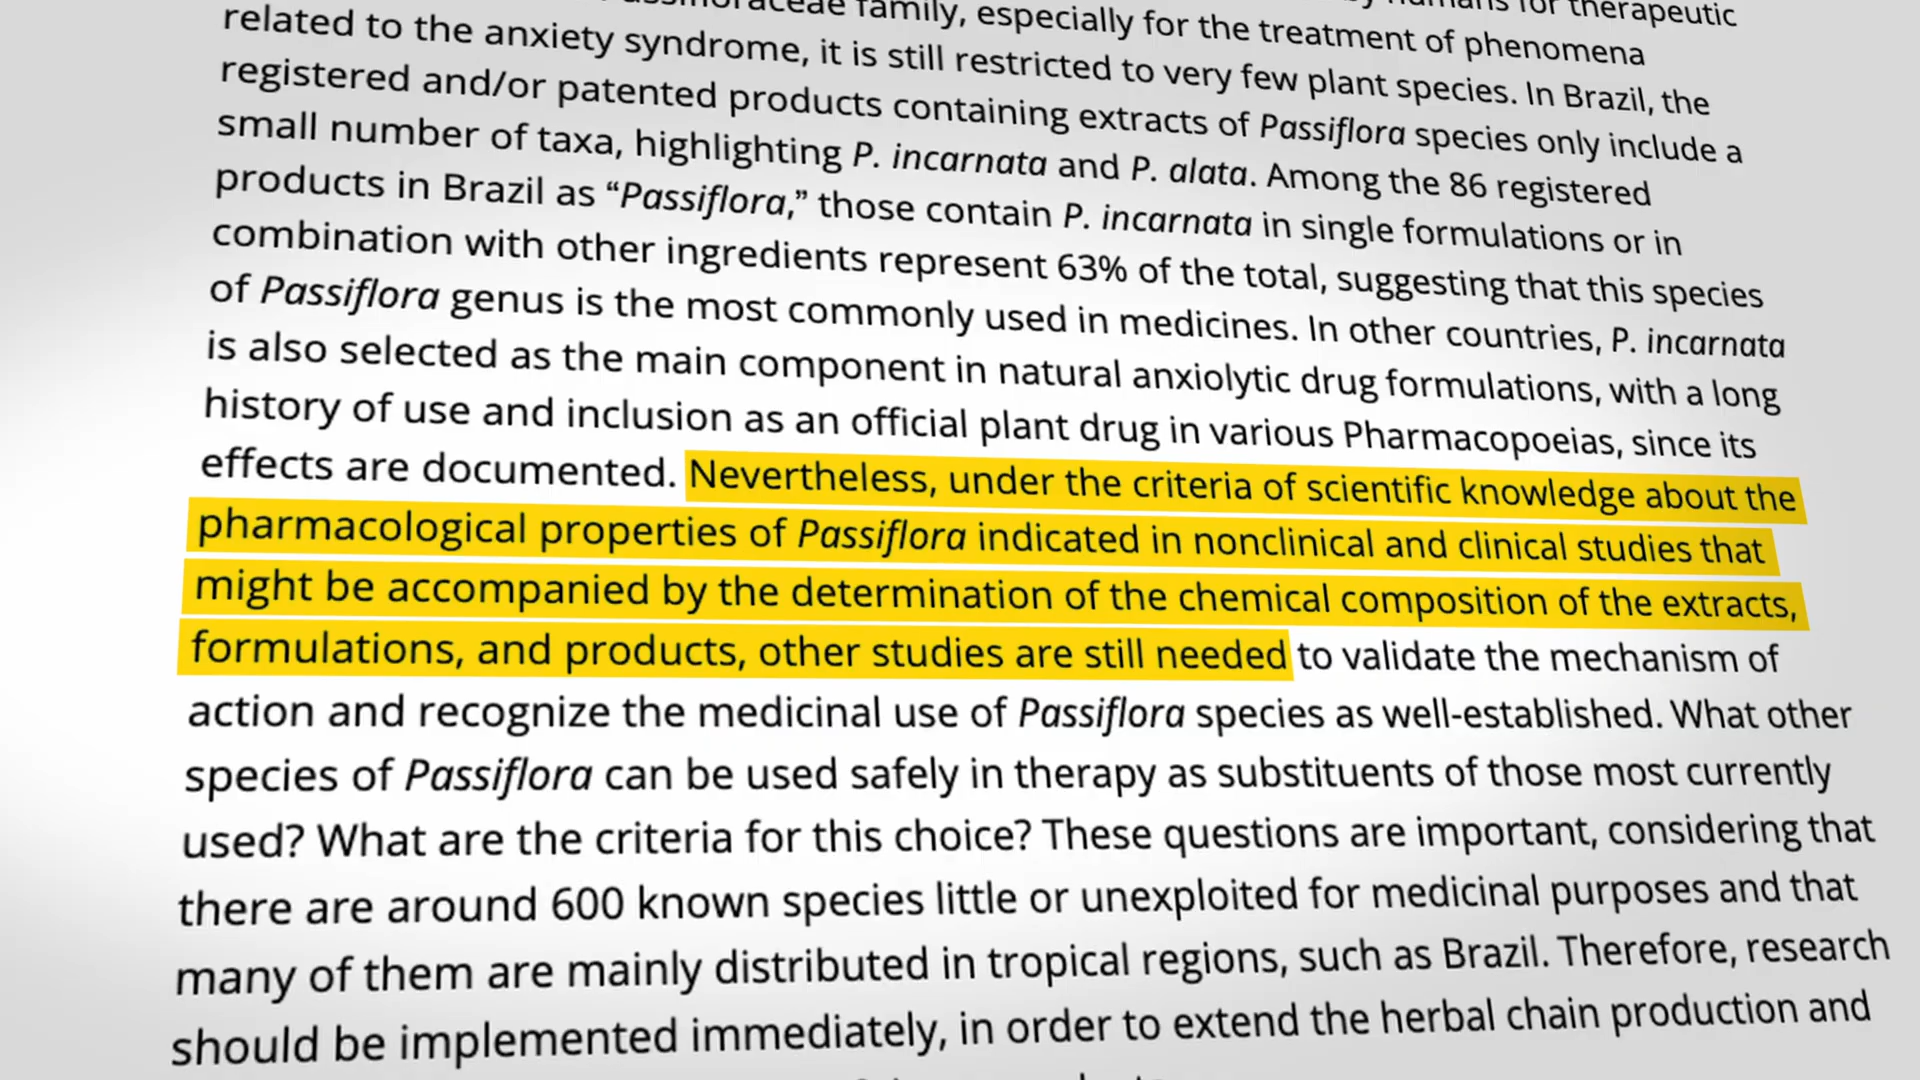 family, especially for the treatment of phenomena
related to the anxiety syndrome, it is still restricted to very few plant species. In Brazil, the
registered and/or patented products containing extracts of Passiflora species only include a
small number of taxa, highlighting P. incarnata and P. alata. Among the 86 registered
products in Brazil as “Passiflora,” those contain P. incarnata in single formulations or in
combination with other ingredients represent 63% of the total, suggesting that this species
of Passiflora genus is the most commonly used in medicines. In other countries, P. incarnata
is also selected as the main component in natural anxiolytic drug formulations, with a long
history of use and inclusion as an official plant drug in various Pharmacopoeias, since its
effects are documented. Nevertheless, under the criteria of scientific knowledge about the
pharmacological properties of Passiflora indicated in nonclinical and clinical studies that
might be accompanied by the determination of the chemical composition of the extracts,
formulations, and products, other studies are still needed to validate the mechanism of
action and recognize the medicinal use of Passiflora species as well-established. What other
species of Passiflora can be used safely in therapy as substituents of those most currently
used? What are the criteria for this choice? These questions are important, considering that
there are around 600 known species little or unexploited for medicinal purposes and that
many of them are mainly distributed in tropical regions, such as Brazil. Therefore, research
should be implemented immediately, in order to extend the herbal chain production and